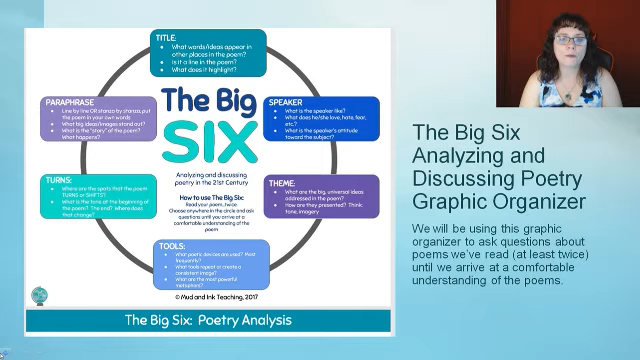 TITLE:
• What words/ideas appear in
other places in the poem?
• Is it a line in the poem?
• What does it highlight?
PARAPHRASE
• Line by line OR stanza by stanza, put
the poem in your own words
• What big ideas/images stand out?
• What is the "story" of the poem?
What happens?
The Big
SIX
SPEAKER
• What is the speaker like?
• What does he/she love, hate, fear,
etc.?
• What is the speaker's attitude
toward the subject?
Analyzing and discussing
poetry in the 21st Century
How to use The Big Six:
Read your poem...twice.
Choose anywhere in the circle and ask
questions until you arrive at a
comfortable understanding of the
poem
TURNS:
• Where are the spots that the poem
TURNS or SHIFTS?
• What is the tone at the beginning of
the poem? The end? Where does
that change?
THEME:
• What are the big, universal ideas
addressed in the poem?
• How are they presented? Think:
tone, imagery
TOOLS:
• What poetic devices are used? Most
frequently?
• What tools repeat or create a
consistent image?
• What are the most powerful
metaphors?
© Mud and Ink Teaching, 2017
The Big Six: Poetry Analysis
The Big Six
Analyzing and
Discussing Poetry
Graphic Organizer
We will be using this graphic
organizer to ask questions about
poems we've read (at least twice)
until we arrive at a comfortable
understanding of the poems.